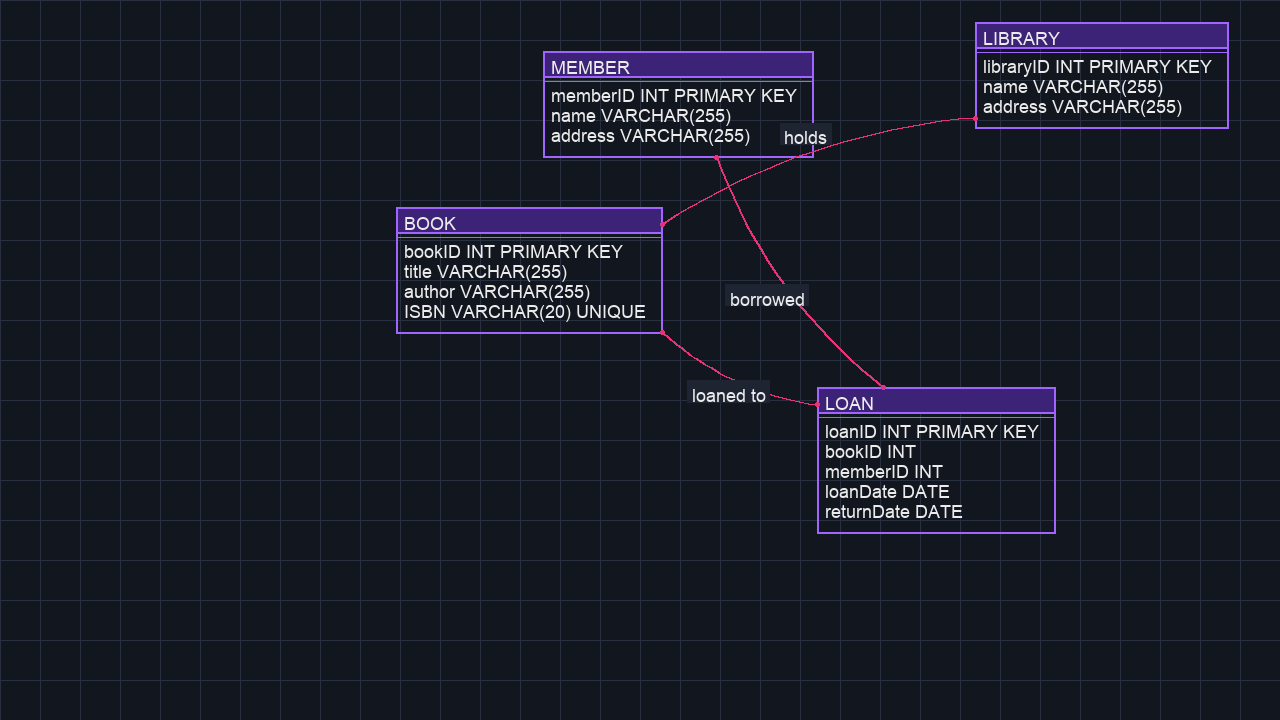 LIBRARY
libraryID INT PRIMARY KEY
name VARCHAR(255)
address VARCHAR(255)
MEMBER
memberID INT PRIMARY KEY
name VARCHAR(255)
address VARCHAR(255)
holds
BOOK
bookID INT PRIMARY KEY
title VARCHAR(255)
author VARCHAR(255)
ISBN VARCHAR(20) UNIQUE
borrowed
loaned to
LOAN
loanID INT PRIMARY KEY
bookID INT
memberID INT
loanDate DATE
returnDate DATE